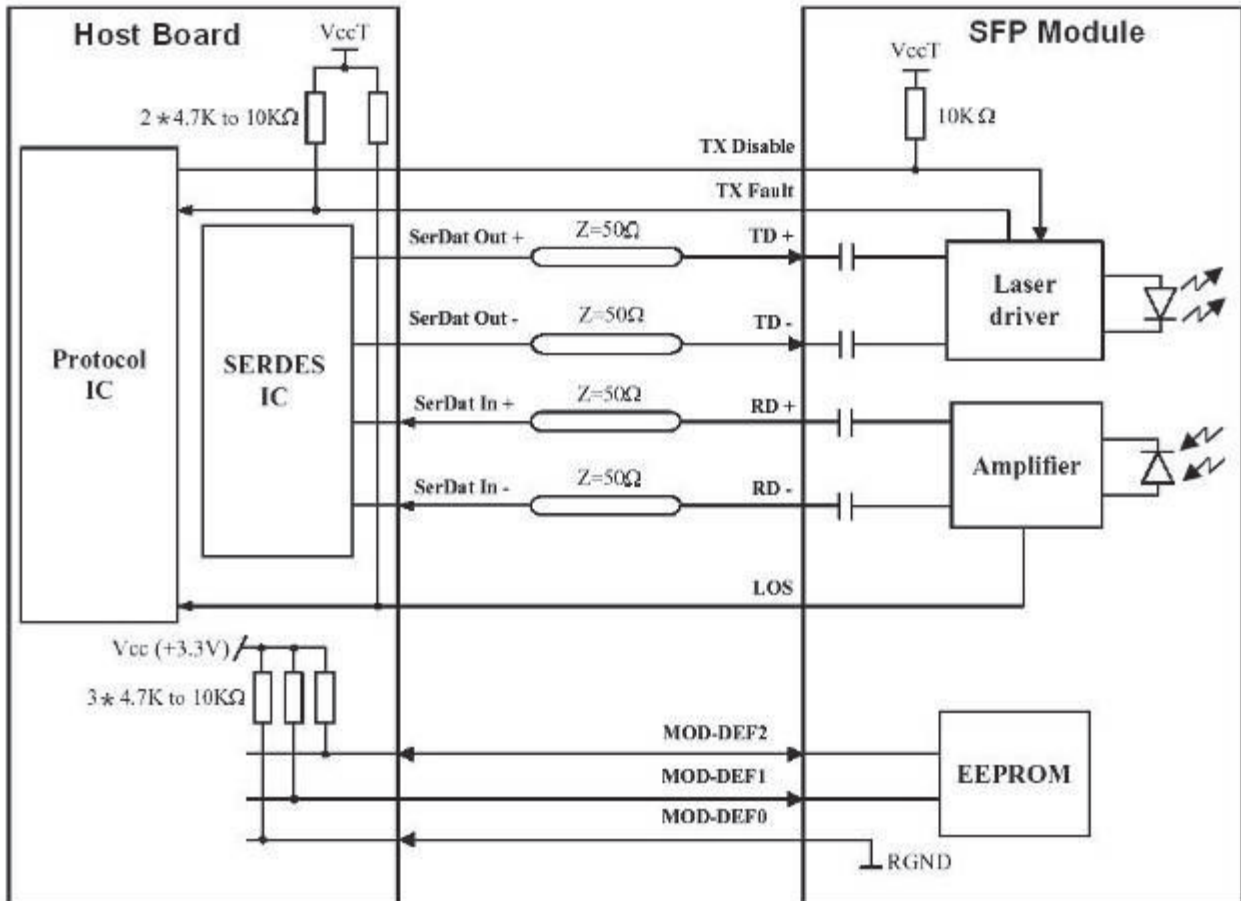 Host Board
SFP Module
VccT
VccT
2 * 4.7K to 10KΩ
10KΩ
TX Disable
TX Fault
SerDat Out +
Z=50Ω
TD +
Laser
driver
SerDat Out -
Z=50Ω
TD -
Protocol
IC
SERDES
IC
SerDat In +
Z=50Ω
RD +
Amplifier
SerDat In -
Z=50Ω
RD -
LOS
Vcc (+3.3V)
3 * 4.7K to 10KΩ
MOD-DEF2
EEPROM
MOD-DEF1
MOD-DEF0
RGND